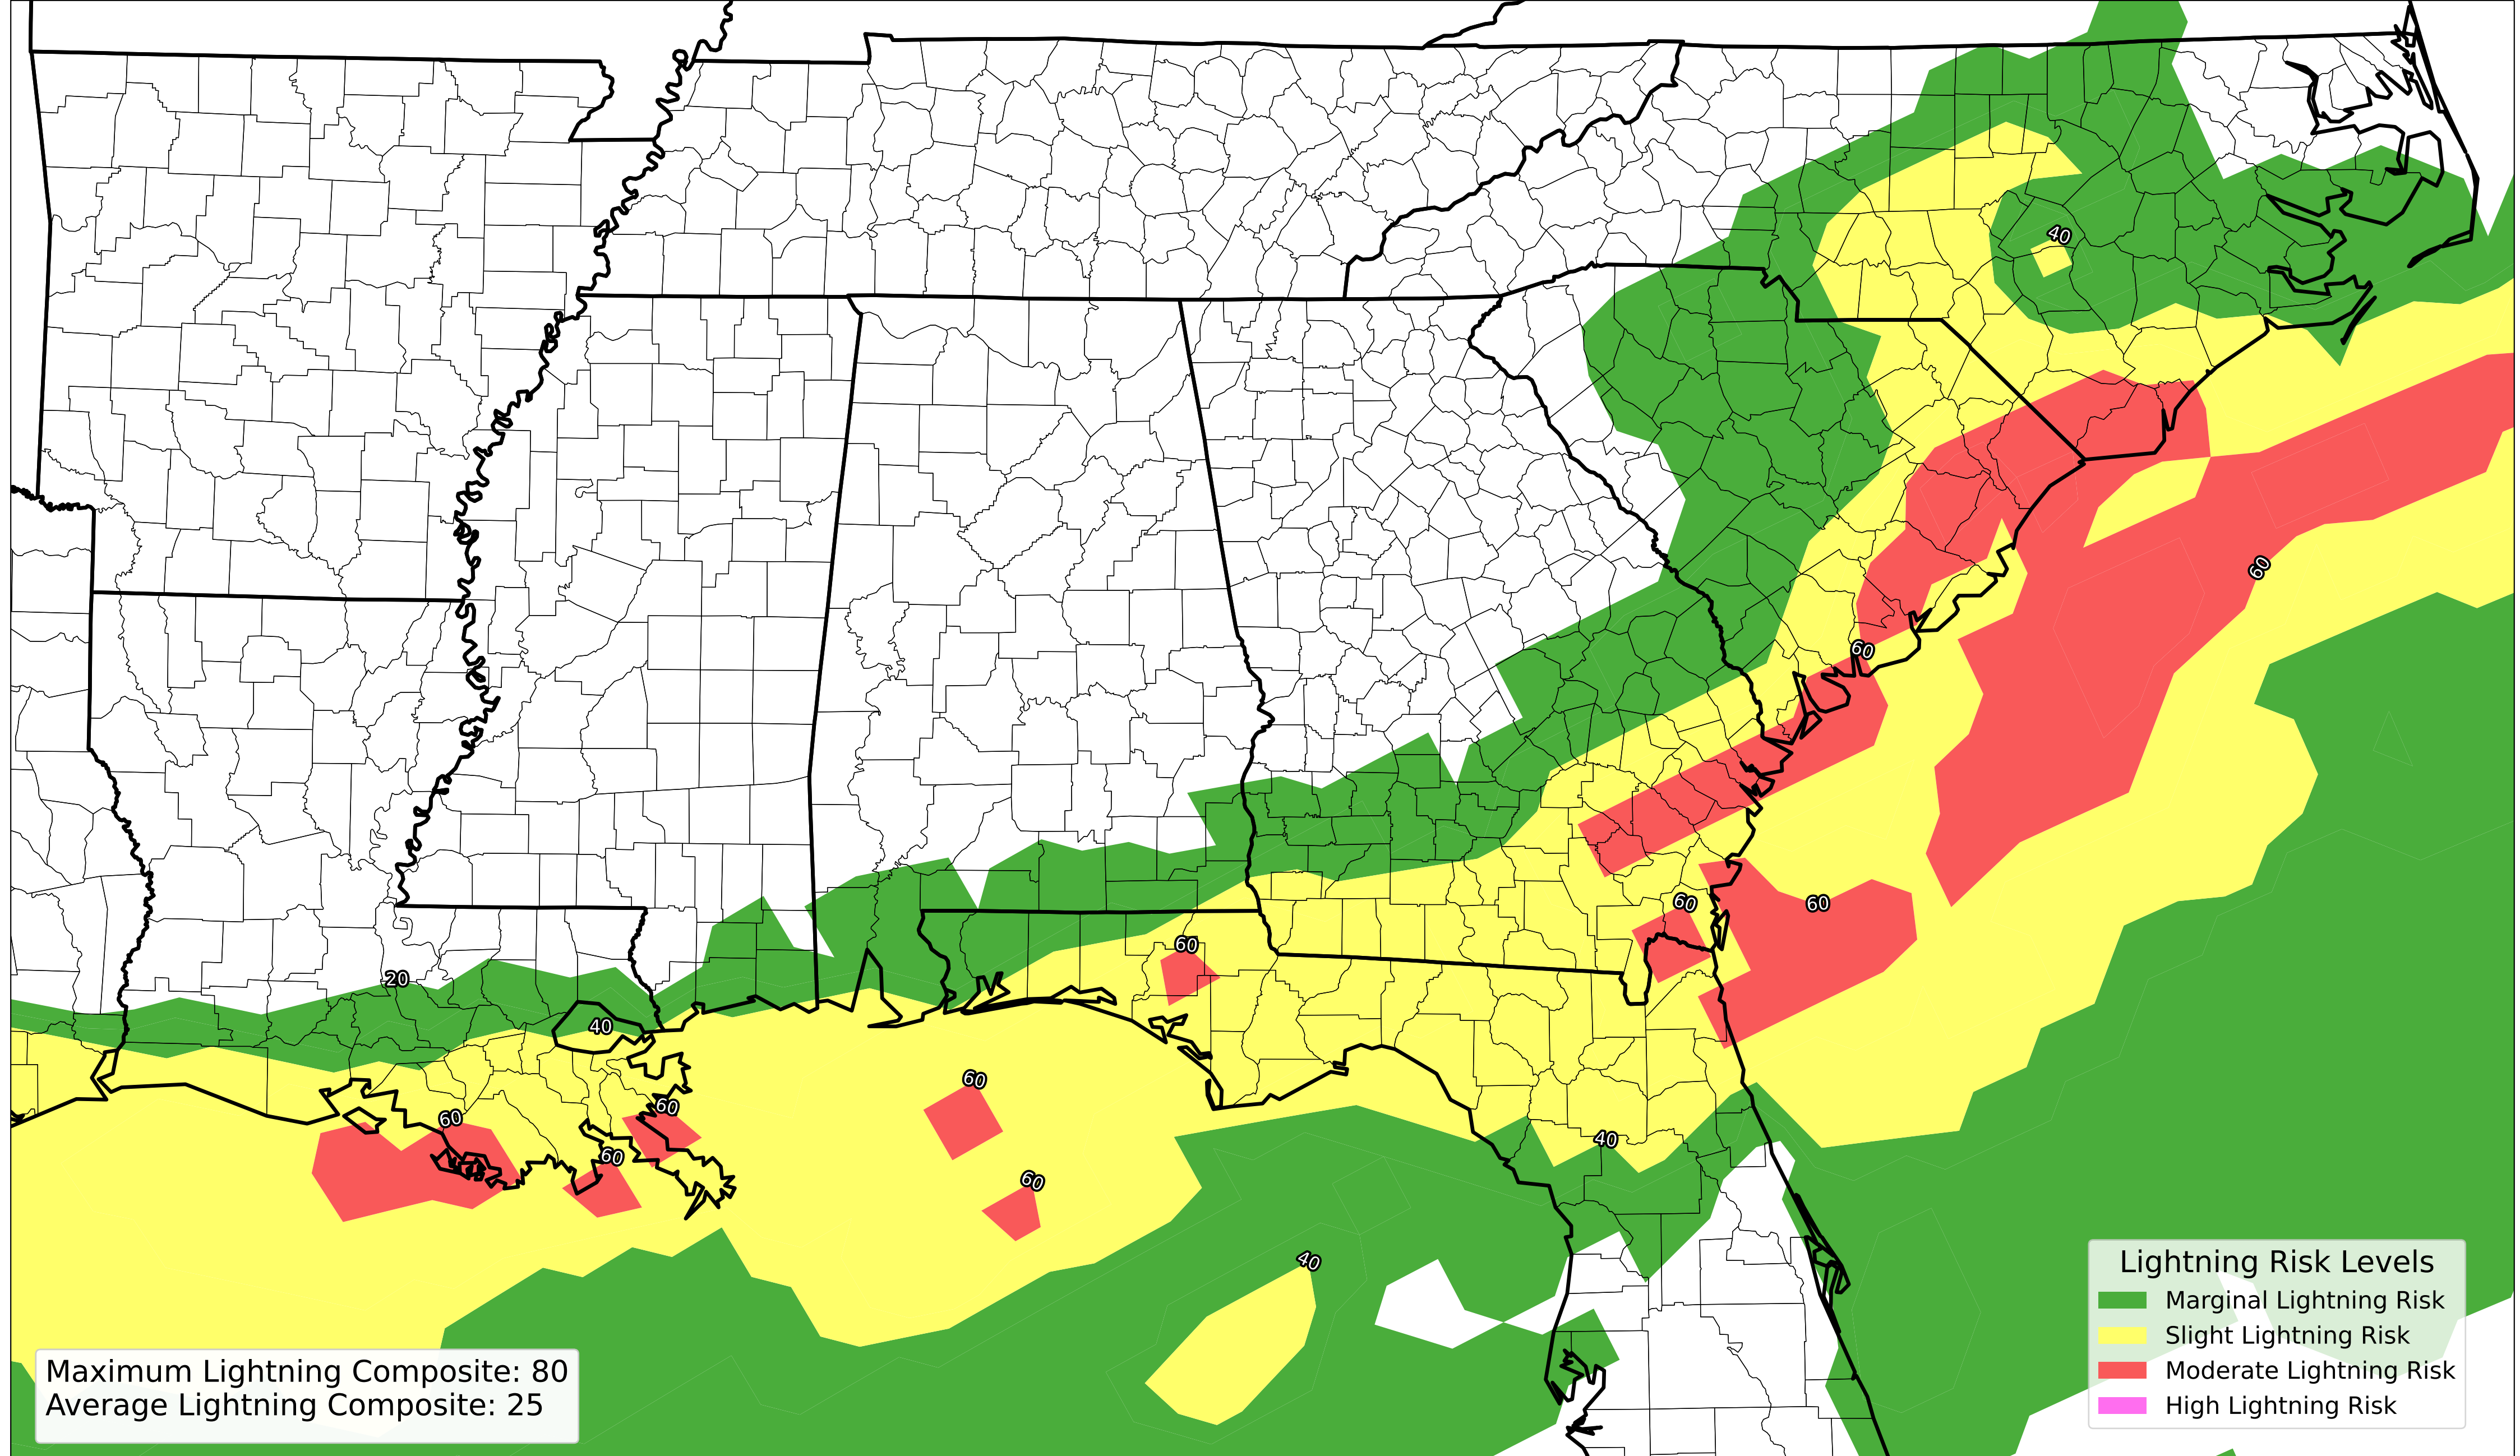 40
60
60
60
60
60
20
40
60
60
60
60
40
60
40
Lightning Risk Levels
Marginal Lightning Risk
Slight Lightning Risk
Moderate Lightning Risk
High Lightning Risk
Maximum Lightning Composite: 80
Average Lightning Composite: 25